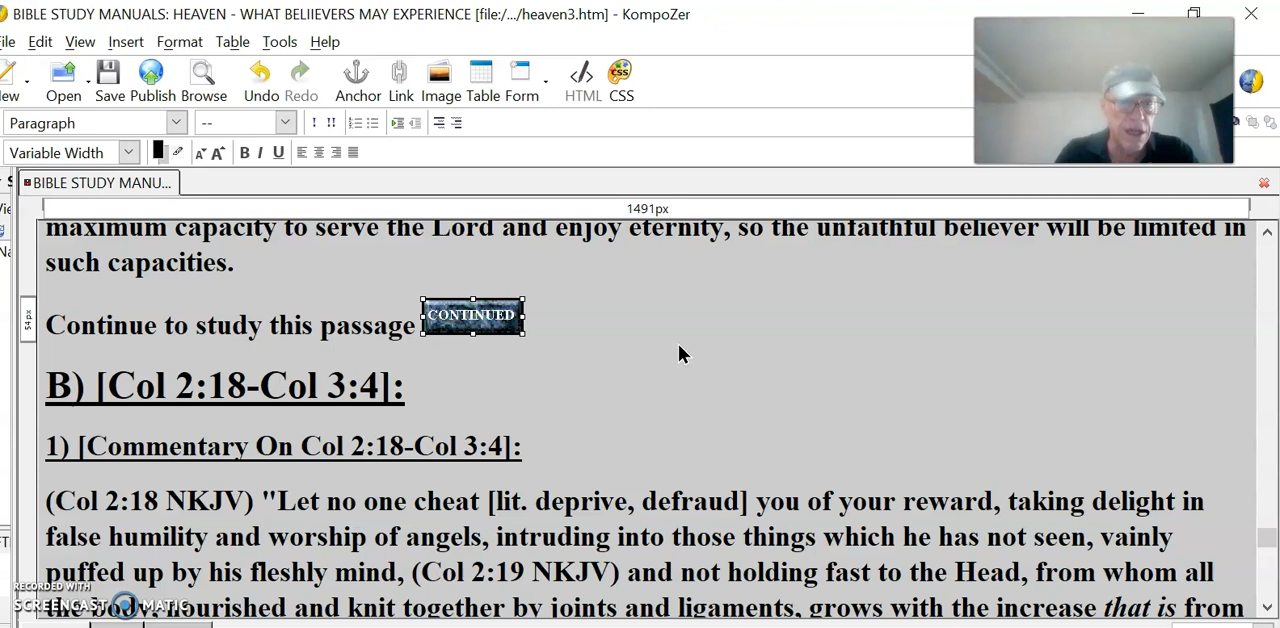 BIBLE STUDY MANUALS: HEAVEN - WHAT BELIIEVERS MAY EXPERIENCE [file:/.../heaven3.htm] - KompoZer
File Edit View Insert Format Table Tools Help
New Open Save Publish Browse Undo Redo Anchor Link Image Table Form HTML CSS
Paragraph -- ! !!
Variable Width B I U
BIBLE STUDY MANU...
1491px
54px
maximum capacity to serve the Lord and enjoy eternity, so the unfaithful believer will be limited in
such capacities.
Continue to study this passage CONTINUED
B) [Col 2:18-Col 3:4]:
1) [Commentary On Col 2:18-Col 3:4]:
(Col 2:18 NKJV) "Let no one cheat [lit. deprive, defraud] you of your reward, taking delight in
false humility and worship of angels, intruding into those things which he has not seen, vainly
puffed up by his fleshly mind, (Col 2:19 NKJV) and not holding fast to the Head, from whom all
the body, nourished and knit together by joints and ligaments, grows with the increase that is from
RECORDED WITH
SCREENCAST MATIC